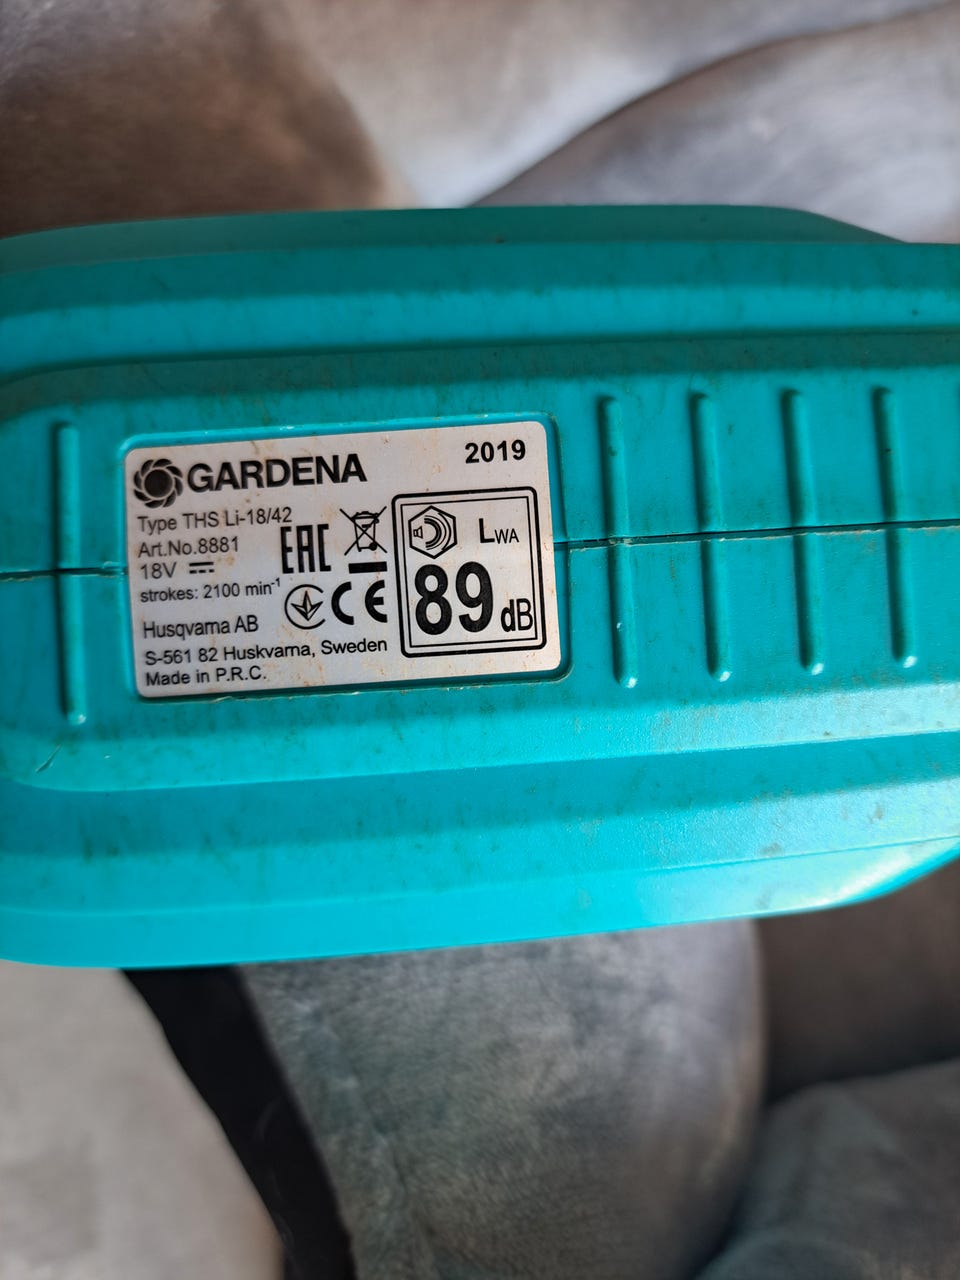 GARDENA
2019
Type THS Li-18/42
Art.No.8881
18V
strokes: 2100 min⁻¹
Husqvarna AB
S-561 82 Huskvarna, Sweden
Made in P.R.C.
EAC
CE
LWA
89 dB